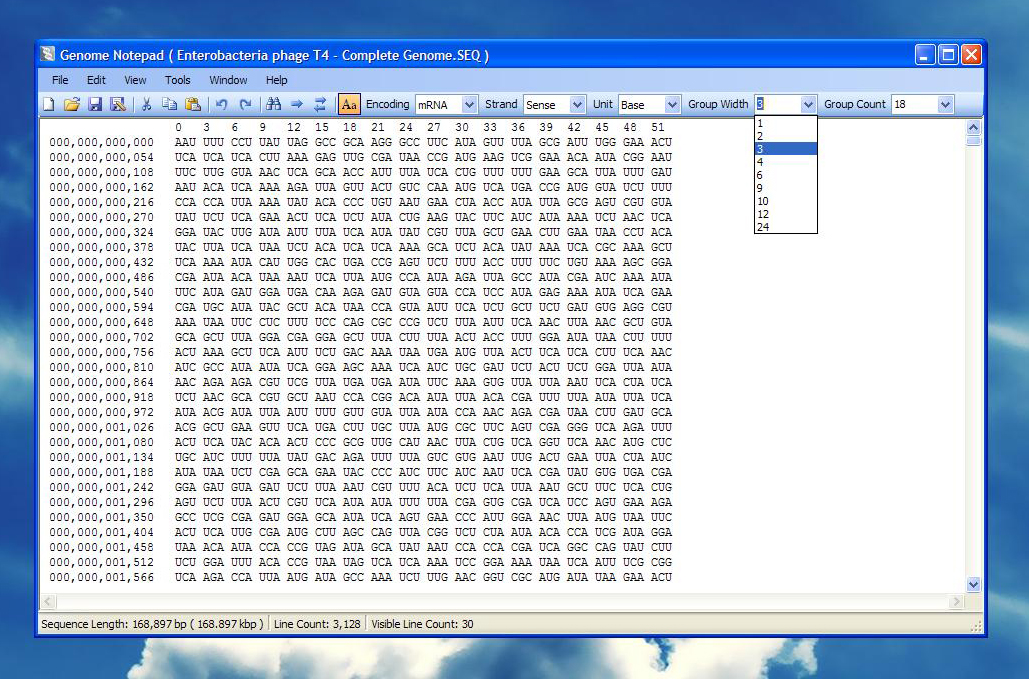 Genome Notepad ( Enterobacteria phage T4 - Complete Genome.SEQ )
File Edit View Tools Window Help
Aa Encoding mRNA Strand Sense Unit Base Group Width 3 Group Count 18
1
2
3
4
6
9
10
12
24
0 3 6 9 12 15 18 21 24 27 30 33 36 39 42 45 48 51
000,000,000,000 AAU UUU CCU UAU UAG GCC GCA AGG GCC UUC AUA GUU UUA GCG AUU UGG GAA ACU
000,000,000,054 UCA UCA UCA CUU AAA GAG UUG CGA UAA CCG AUG AAG UCG GAA ACA AUU ACG AAU
000,000,000,108 UUC UUG GUA AAC UCA GCA ACC AUU UAU UCA CUG UUU UUU GAA GCA UUA UUU GAU
000,000,000,162 AAU ACA UCA AAA AGA UUA GUU ACU GUC CAA AUG UCA UGA CCG AUG GUA UCU UUU
000,000,000,216 CCA CCA UUA AAA UAU ACA CCC UGU AAU GAA CUA ACC AUA UUA GCG AGU CGU GUA
000,000,000,270 UAU UCU UCA GAA ACU UCA UCU AUA CUG AAG UAC UUC AUC AUA AAA UCU AAC UCA
000,000,000,324 GGA UAC UUG AUA AUU UUA UCA AUA UAU CGU UUA GCU GAA CUU GAA UAA CCU ACA
000,000,000,378 UAC UUA UCA UAA UCU ACA UCA UCA AAA GCA UCU ACA UAU AAA UCA CGC AAA GCU
000,000,000,432 UCA AAA AUA CAU UGG CAC UGA CCG AGU UCU UUU ACC UUU UUC UGU AAA AGC GGA
000,000,000,486 CGA AUA ACA UAA AAU UCA UUA AUG CCA AUA AGA UUA GCC AUA CGA AUC AAA AUA
000,000,000,540 UUC AUA GAU GGA UGA CAA AGA GAU GUA GUA CCA UCC AUA GAG AAA AUA UCA GAA
000,000,000,594 CGA UGC AUA UAC GCU ACA UAA CCA GUA AUU UCA UCU GCU UCU GAU GUG AGG CGU
000,000,000,648 AAA UAA UUC CUC UUU UCC CAG CGC CCG UCU UUA AUU UCA AAC UUA AAC GCU GUA
000,000,000,702 GCA GCU UUA GGA CGA GGA GCU UUA CUU UUA ACU ACC UUU GGA AUA UAA CUU UUU
000,000,000,756 ACU AAA GCU UCA AUU UCU GAC AAA UAA UGA AUG UUA ACU UCA UCA CUU UCA AAC
000,000,000,810 AUC GCC AUA AUA UCA GGA AGC AAA UCA AUC UGC GAU UCU ACU UCU GGA UUA AUA
000,000,000,864 AAC AGA AGA CGU UCG UUA UGA UGA AUA UUC AAA GUG UUA UUA AAU UCA CUA UCA
000,000,000,918 UCU AAC GCA CGU GCU AAU CCA CGG ACA UAA UUA ACA CGA UUU UUA AUA UUA UCA
000,000,000,972 AUA ACG AUA UUA AUU UUU GUU GUA UUA AUA CCA AAC AGA CGA UAA CUU GAU GCA
000,000,001,026 ACG GCU GAA GUU UCA UGA CUU UGC UUA AUG CGC UUC AGU CGA GGG UCA AGA UUU
000,000,001,080 ACU UCA UAC ACA ACU CCC GCG UUG CAU AAC UUA CUG UCA GGU UCA AAC AUG CUC
000,000,001,134 UGC AUC UUU UUA UAU GAC AGA UUU AUC GUC GUG AAU UUG ACU GAA UUA CUA AUC
000,000,001,188 AUA UAA UCU CGA GCA GAA UAC CCC AUC UUC AUC AAU UCA CGA UAU GUG UGA CGA
000,000,001,242 GGA GAU GUA GAU UCU UUA AAU CGU UUU ACA UCU UCA UUA AAU GCU UUC UCA CUG
000,000,001,296 AGU UCU UUA ACU CGU UCA AUA AUA UUU UUA CGA GUG CGA UCA UCC AGU GAA AGA
000,000,001,350 GCC UCG CGA GAU GGA GCA AUA UCA AGU GAA CCC AUU GGA AAC UUA AUG UAA UUC
000,000,001,404 ACU UCA UUG CGA AUG CUU AGC CAG UUA CGG UCU CUA AUA ACA CCA UCG AUA GGA
000,000,001,458 UAA ACA AUA CCA CCG UAG AUA GCA UAU AAU CCA CCA CGA UCA GGC CAG UAU CUU
000,000,001,512 UCU GGA UUU ACA CCG UAA UAG UCA UCA AAA UCC GGA AAA UAA UCA AUU UCG CGG
000,000,001,566 UCA AGA CCA UUA AUG AUA GCC AAA UCU UUG AAC GGU CGC AUG AUA UAA GAA ACU
Sequence Length: 168,897 bp ( 168.897 kbp ) Line Count: 3,128 Visible Line Count: 30